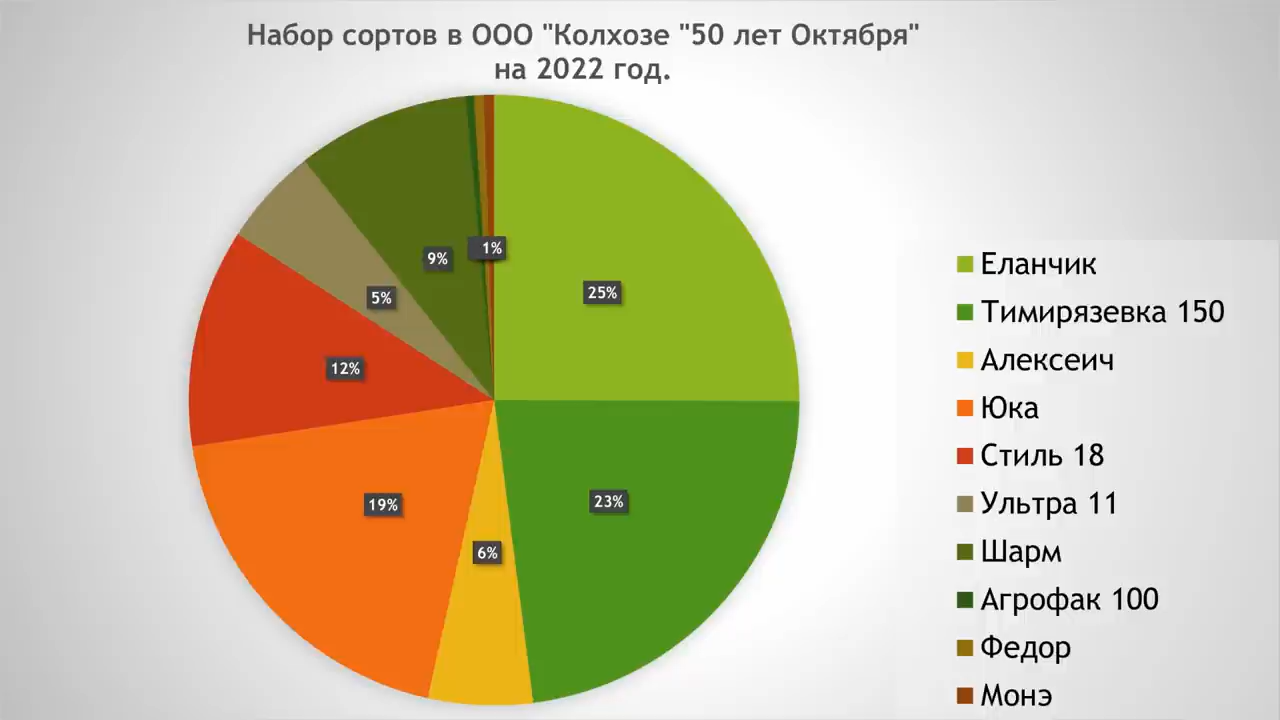 Набор сортов в ООО "Колхозе "50 лет Октября"
на 2022 год.
25%
23%
6%
19%
12%
5%
9%
1%
Еланчик
Тимирязевка 150
Алексеич
Юка
Стиль 18
Ультра 11
Шарм
Агрофак 100
Федор
Монэ